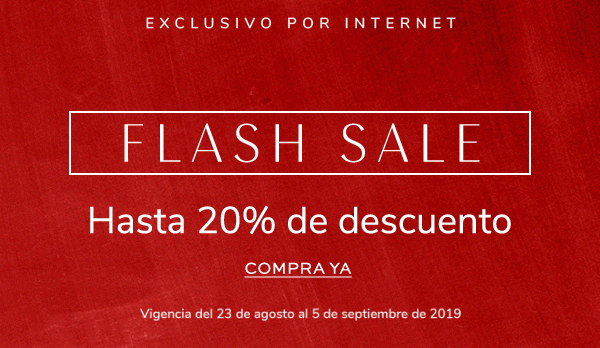 EXCLUSIVO POR INTERNET
FLASH SALE
Hasta 20% de descuento
COMPRA YA
Vigencia del 23 de agosto al 5 de septiembre de 2019